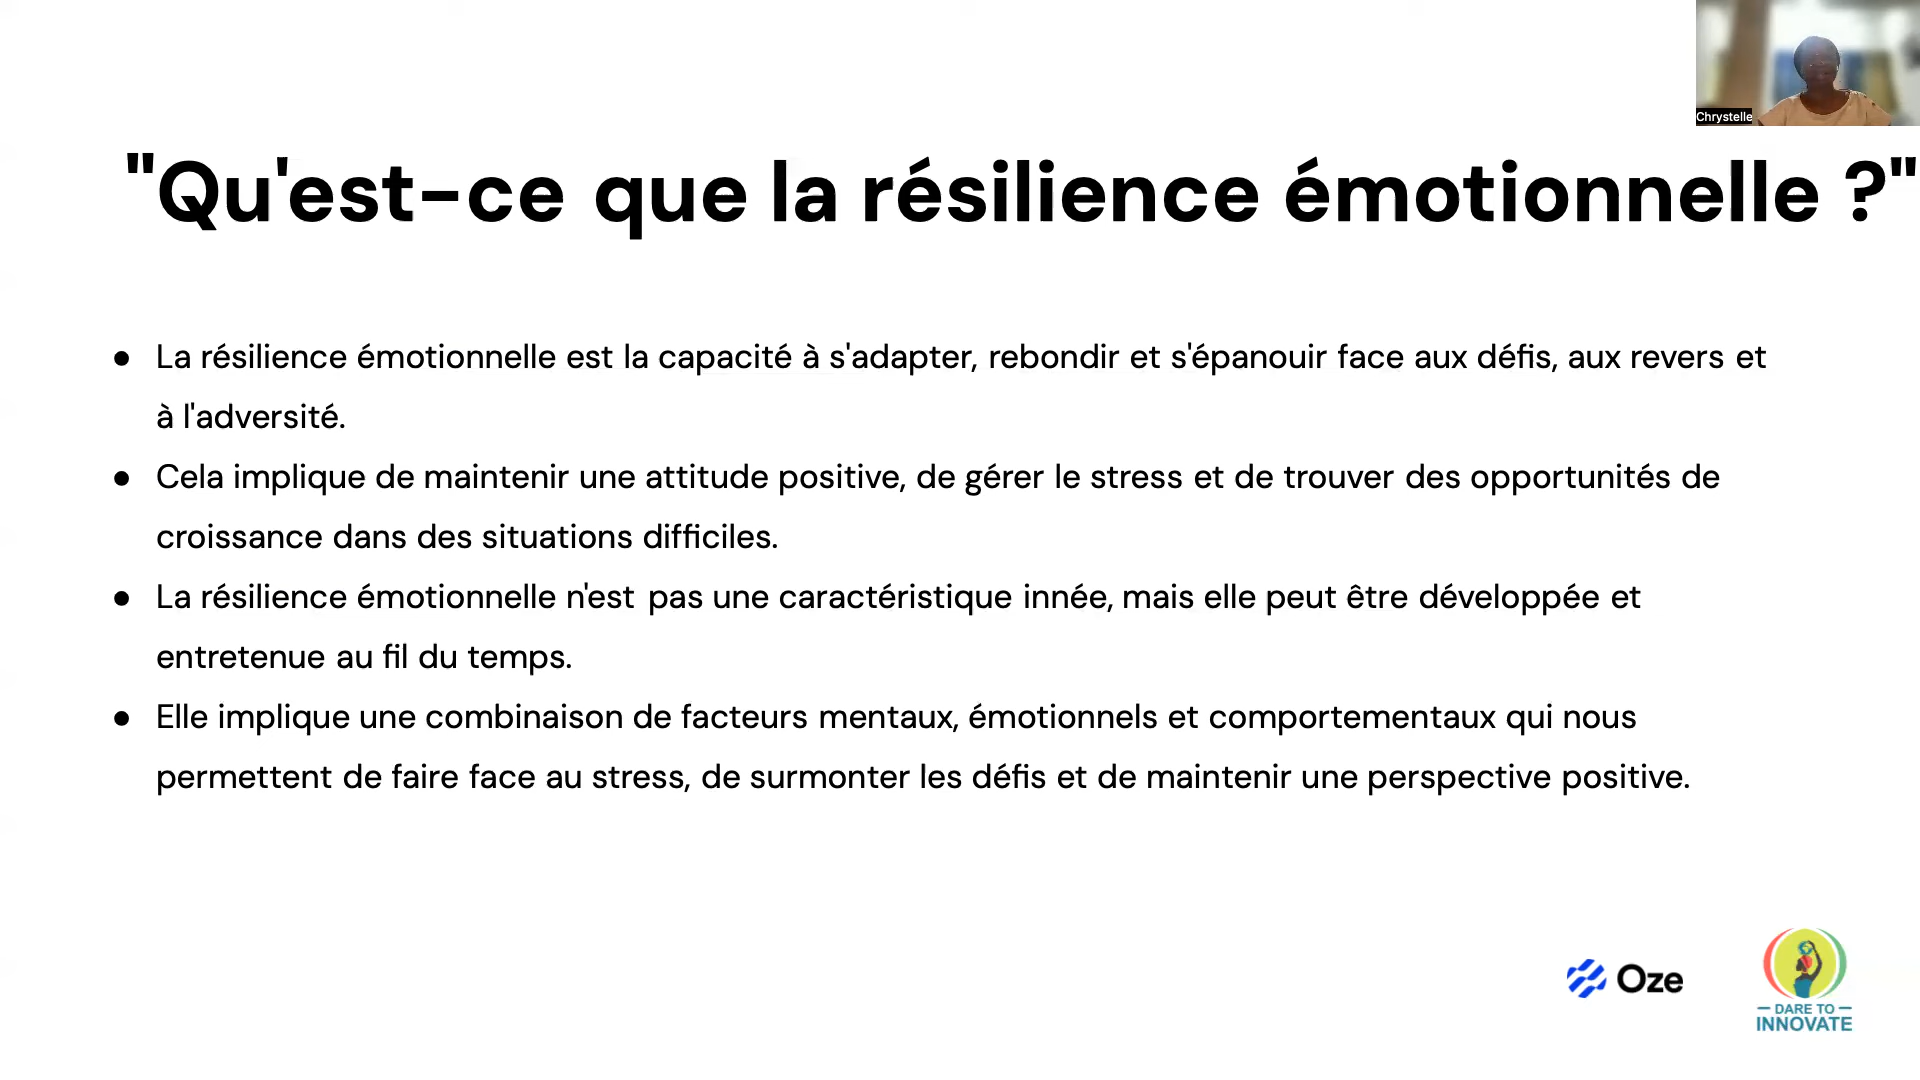 Chrystelle
"Qu'est-ce que la résilience émotionnelle ?"
● La résilience émotionnelle est la capacité à s'adapter, rebondir et s'épanouir face aux défis, aux revers et
à l'adversité.
● Cela implique de maintenir une attitude positive, de gérer le stress et de trouver des opportunités de
croissance dans des situations difficiles.
● La résilience émotionnelle n'est pas une caractéristique innée, mais elle peut être développée et
entretenue au fil du temps.
● Elle implique une combinaison de facteurs mentaux, émotionnels et comportementaux qui nous
permettent de faire face au stress, de surmonter les défis et de maintenir une perspective positive.
Oze
DARE TO
INNOVATE